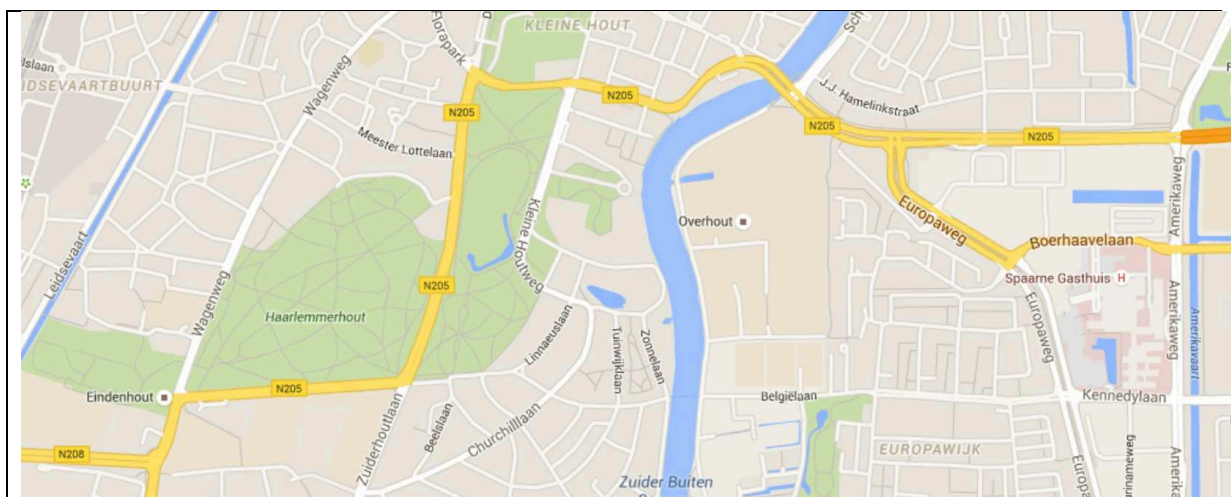 KLEINE HOUT
Florapark
Wagenweg
N205
N205
J.J. Hamelinkstraat
N205
N205
Meester Lottelaan
Amerikaweg
Kleine Houtweg
Overhout
Europaweg
Boerhaavelaan
Leidsevaart
Wagenweg
N205
Spaarne Gasthuis H
Haarlemmerhout
Linnaeuslaan
Tuinwijklaan
Zonnelaan
Europaweg
Amerikaweg
Amerikavaart
Eindenhout
N205
Belgiëlaan
Kennedylaan
Zuiderhoutlaan
Beelslaan
Churchilllaan
N208
EUROPAWIJK
Zuider Buiten